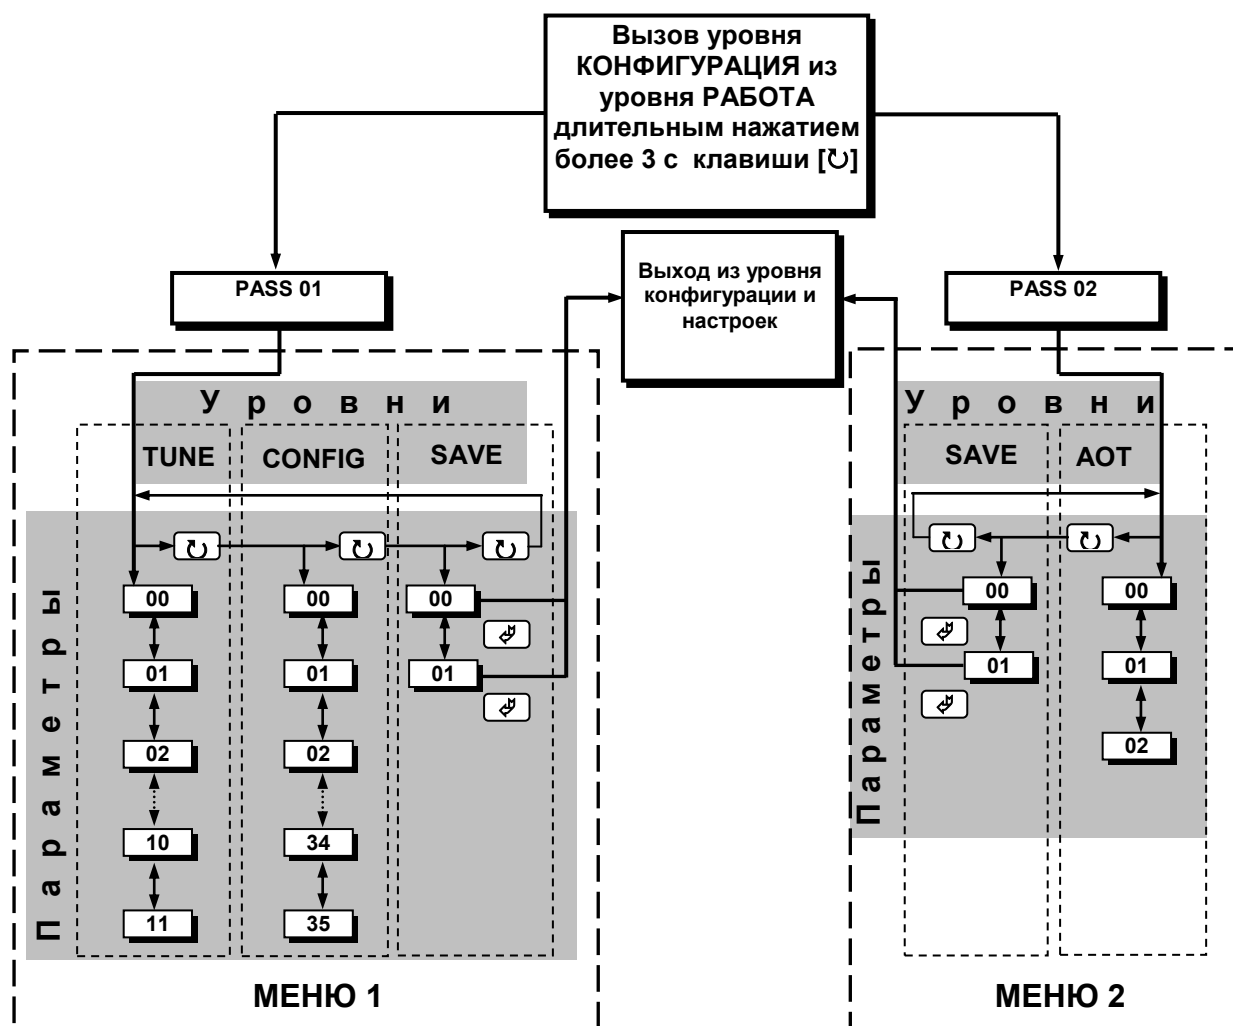 Вызов уровня
КОНФИГУРАЦИЯ из
уровня РАБОТА
длительным нажатием
более 3 с клавиши [↻]
PASS 01
Выход из уровня
конфигурации и
настроек
PASS 02
Уровни
TUNE
CONFIG
SAVE
Параметры
00
01
02
10
11
00
01
02
34
35
00
01
МЕНЮ 1
Уровни
SAVE
АОТ
Параметры
00
01
00
01
02
МЕНЮ 2